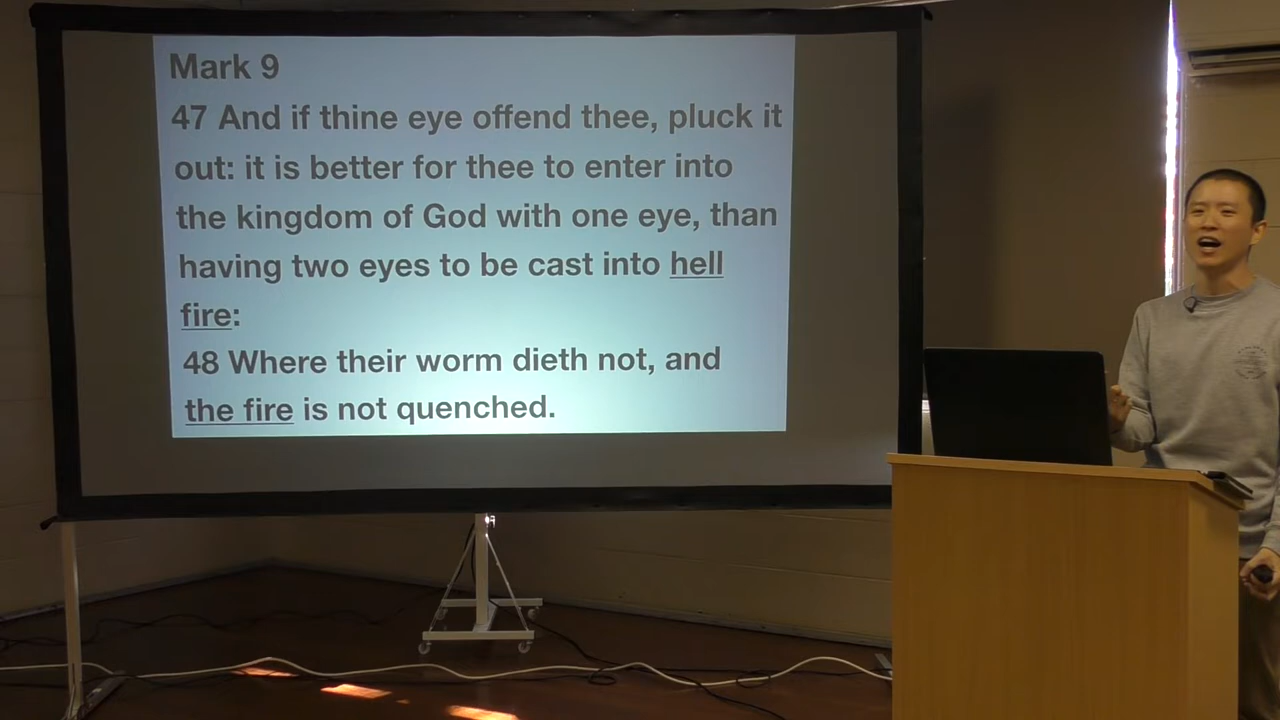 Mark 9
47 And if thine eye offend thee, pluck it
out: it is better for thee to enter into
the kingdom of God with one eye, than
having two eyes to be cast into hell
fire:
48 Where their worm dieth not, and
the fire is not quenched.